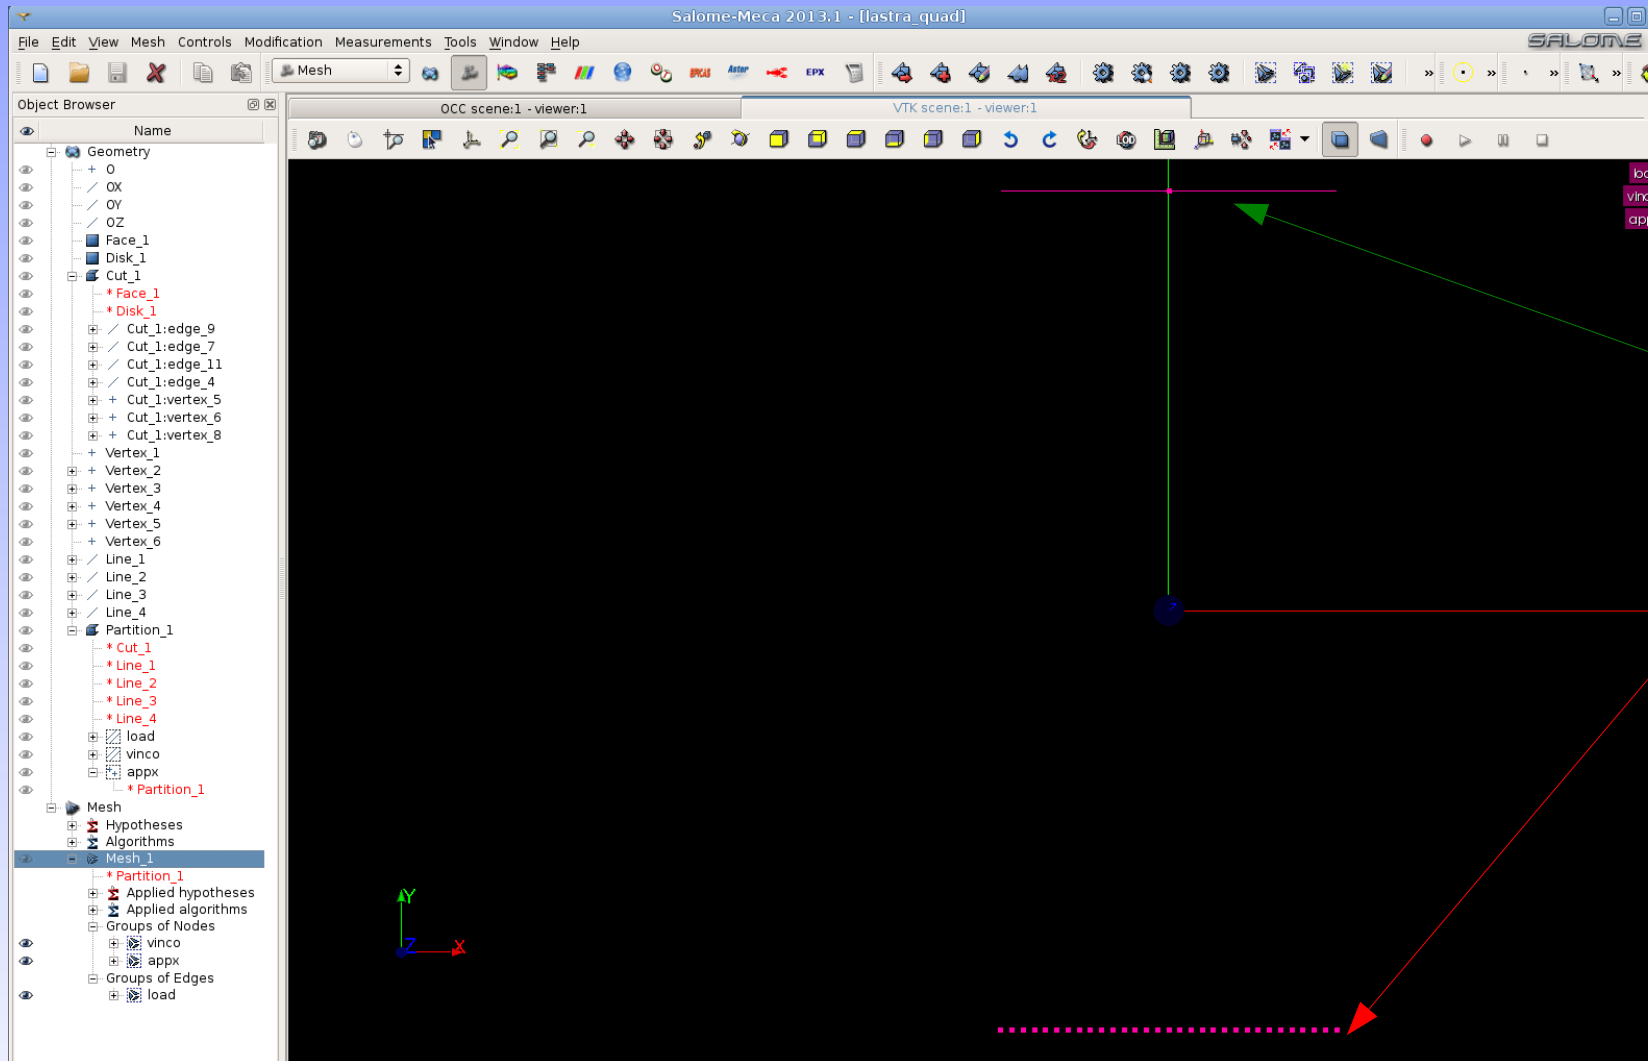 Salome-Meca 2013.1 - [lastra_quad]
File Edit View Mesh Controls Modification Measurements Tools Window Help
SALOME
Mesh
EFICAS
Aster
EPX
Object Browser
OCC scene:1 - viewer:1
VTK scene:1 - viewer:1
Name
Geometry
O
OX
OY
OZ
Face_1
Disk_1
Cut_1
* Face_1
* Disk_1
Cut_1:edge_9
Cut_1:edge_7
Cut_1:edge_11
Cut_1:edge_4
Cut_1:vertex_5
Cut_1:vertex_6
Cut_1:vertex_8
Vertex_1
Vertex_2
Vertex_3
Vertex_4
Vertex_5
Vertex_6
Line_1
Line_2
Line_3
Line_4
Partition_1
* Cut_1
* Line_1
* Line_2
* Line_3
* Line_4
load
vinco
appx
* Partition_1
Mesh
Hypotheses
Algorithms
Mesh_1
* Partition_1
Applied hypotheses
Applied algorithms
Groups of Nodes
vinco
appx
Groups of Edges
load
Y
Z
X